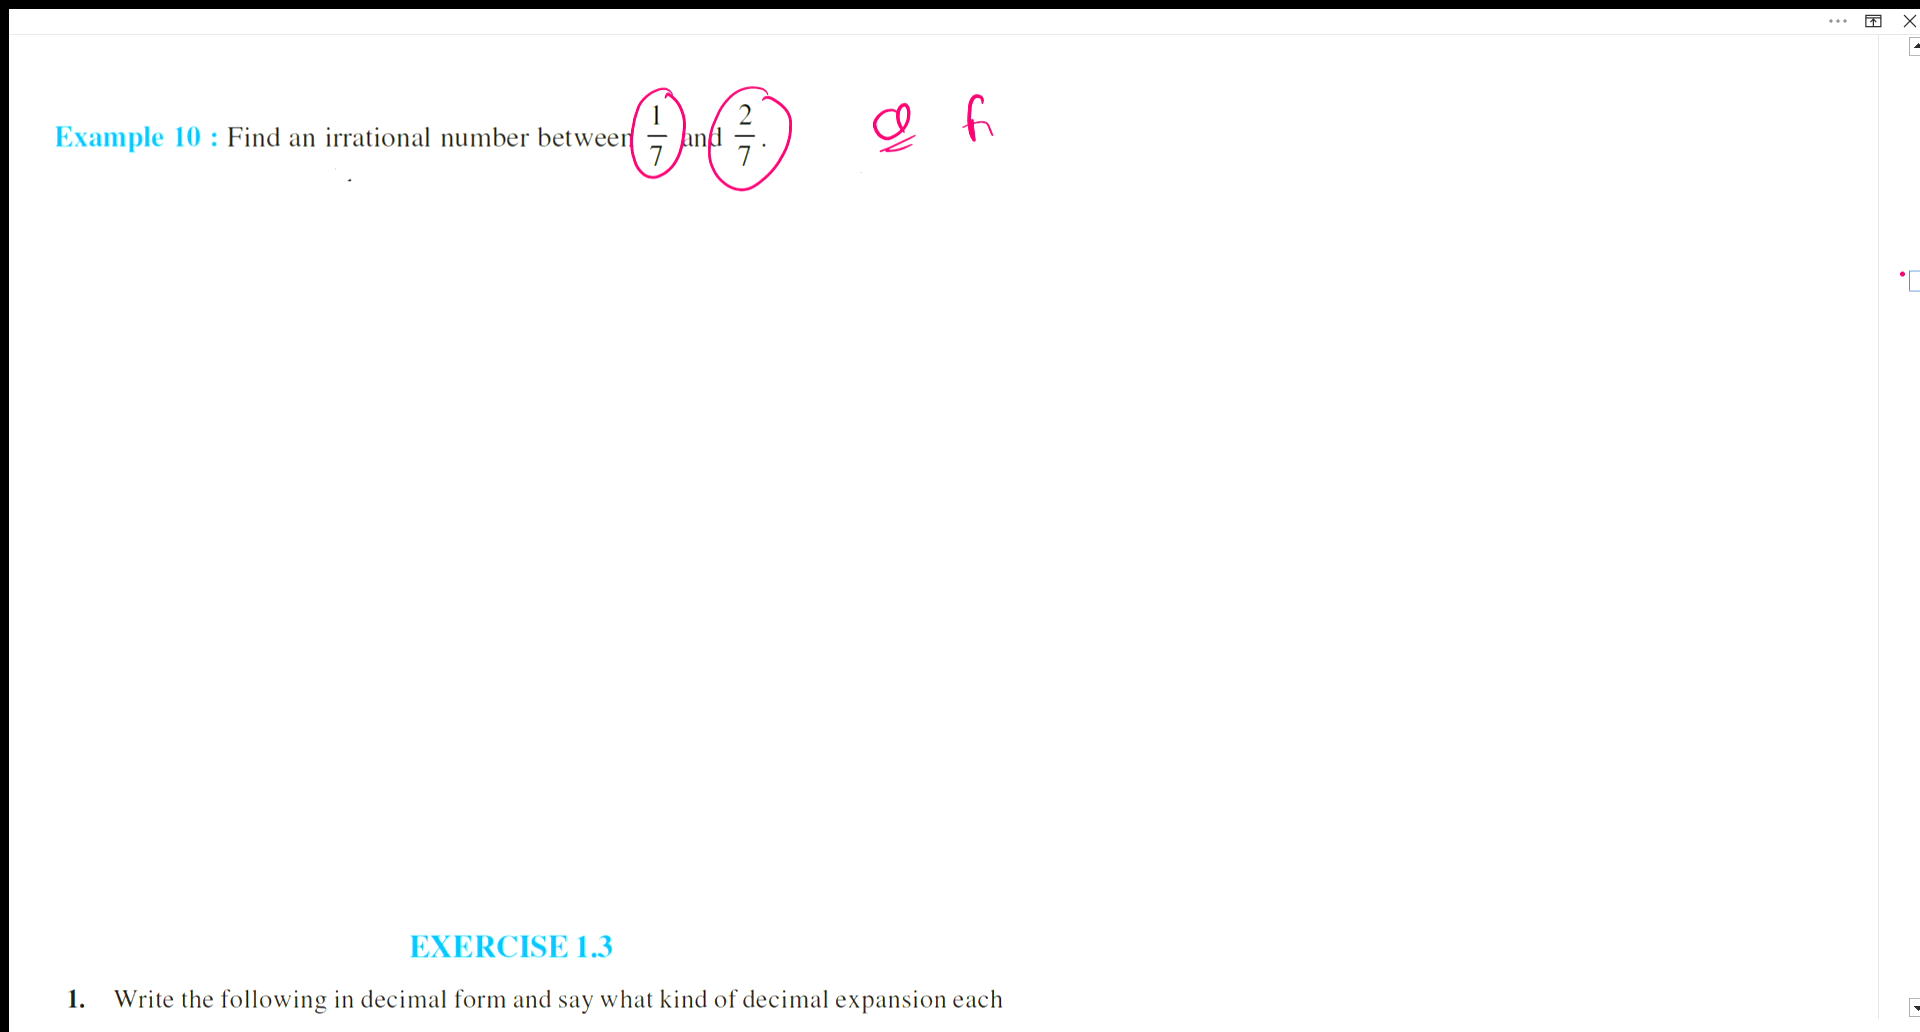 Example 10 : Find an irrational number between 1/7 and 2/7.
EXERCISE 1.3
1. Write the following in decimal form and say what kind of decimal expansion each